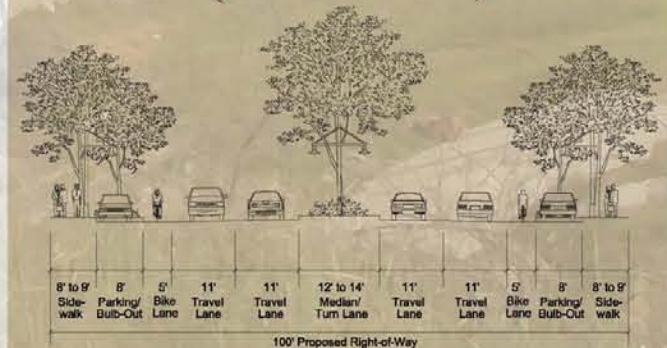 8' to 9' 8' 5' 11' 11' 12' to 14' 11' 11' 5' 8' 8' to 9'
Side- Parking/ Bike Travel Travel Median/ Travel Travel Bike Parking/ Side-
walk Bulb-Out Lane Lane Lane Turn Lane Lane Lane Lane Bulb-Out walk
100' Proposed Right-of-Way